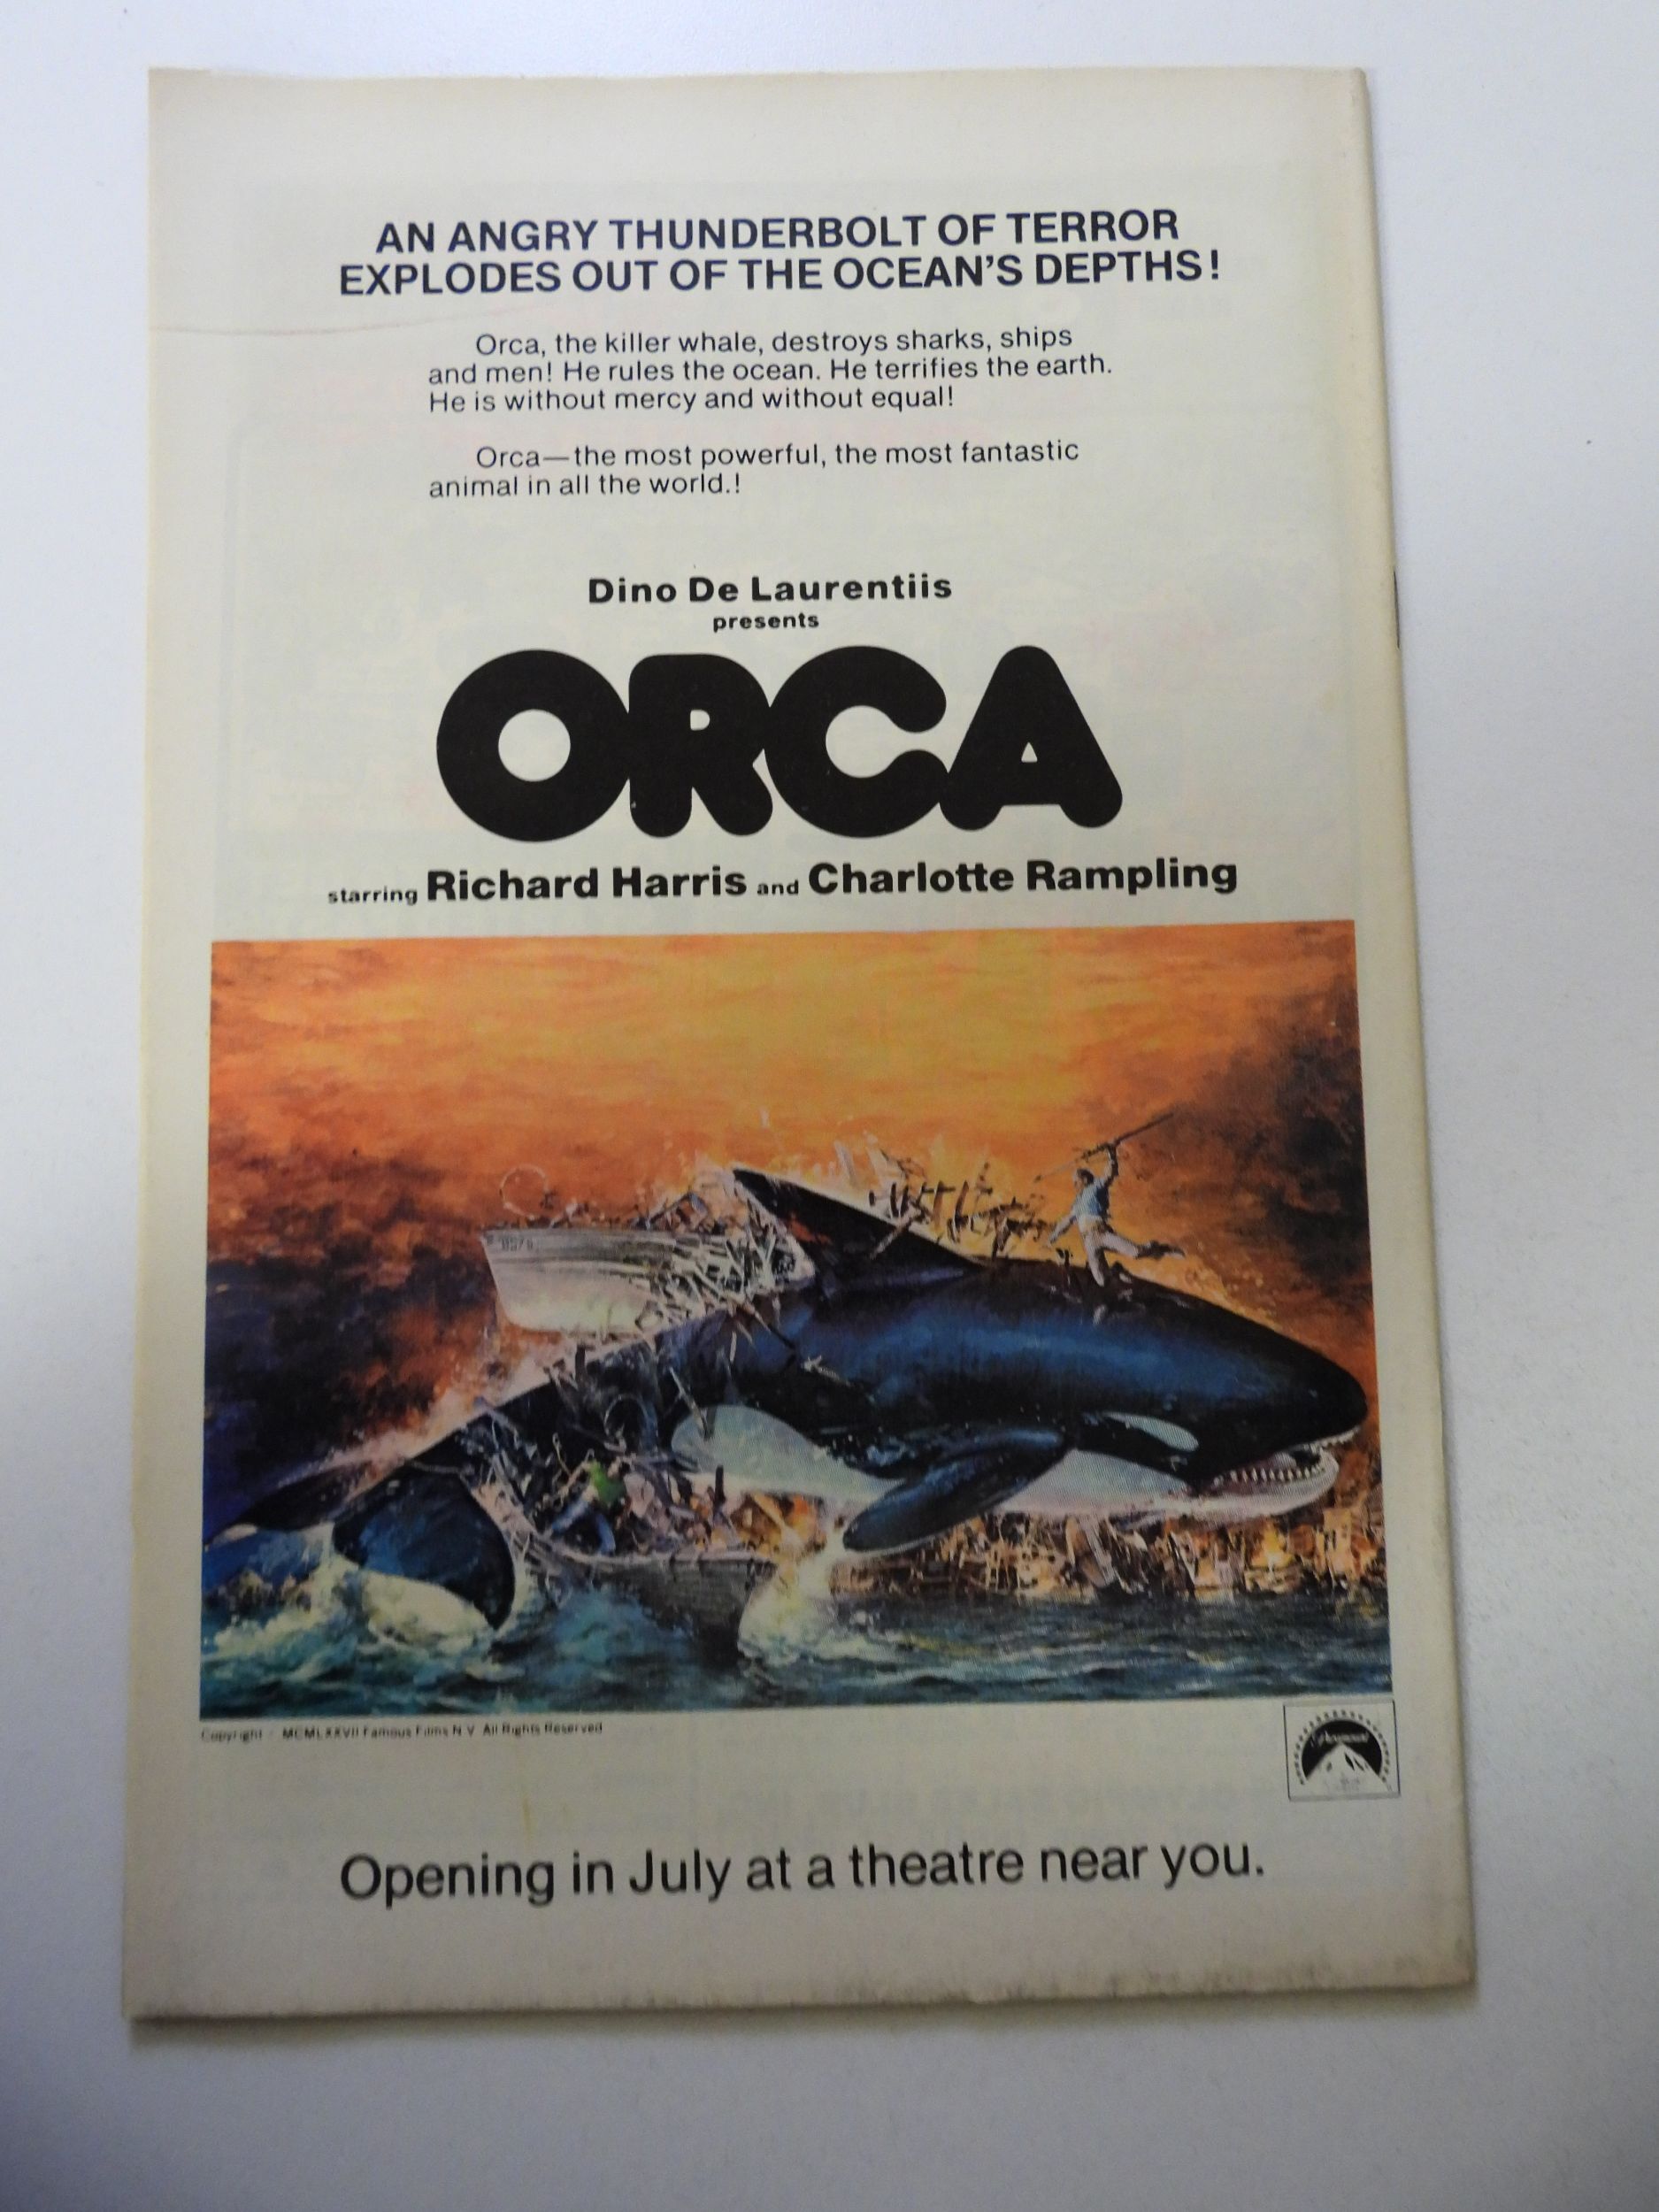 AN ANGRY THUNDERBOLT OF TERROR
EXPLODES OUT OF THE OCEAN'S DEPTHS!
Orca, the killer whale, destroys sharks, ships
and men! He rules the ocean. He terrifies the earth.
He is without mercy and without equal!
Orca—the most powerful, the most fantastic
animal in all the world.!
Dino De Laurentiis
presents
ORCA
starring Richard Harris and Charlotte Rampling
Copyright MCMLXXVII Famous Films N.V. All Rights Reserved
Paramount
Opening in July at a theatre near you.